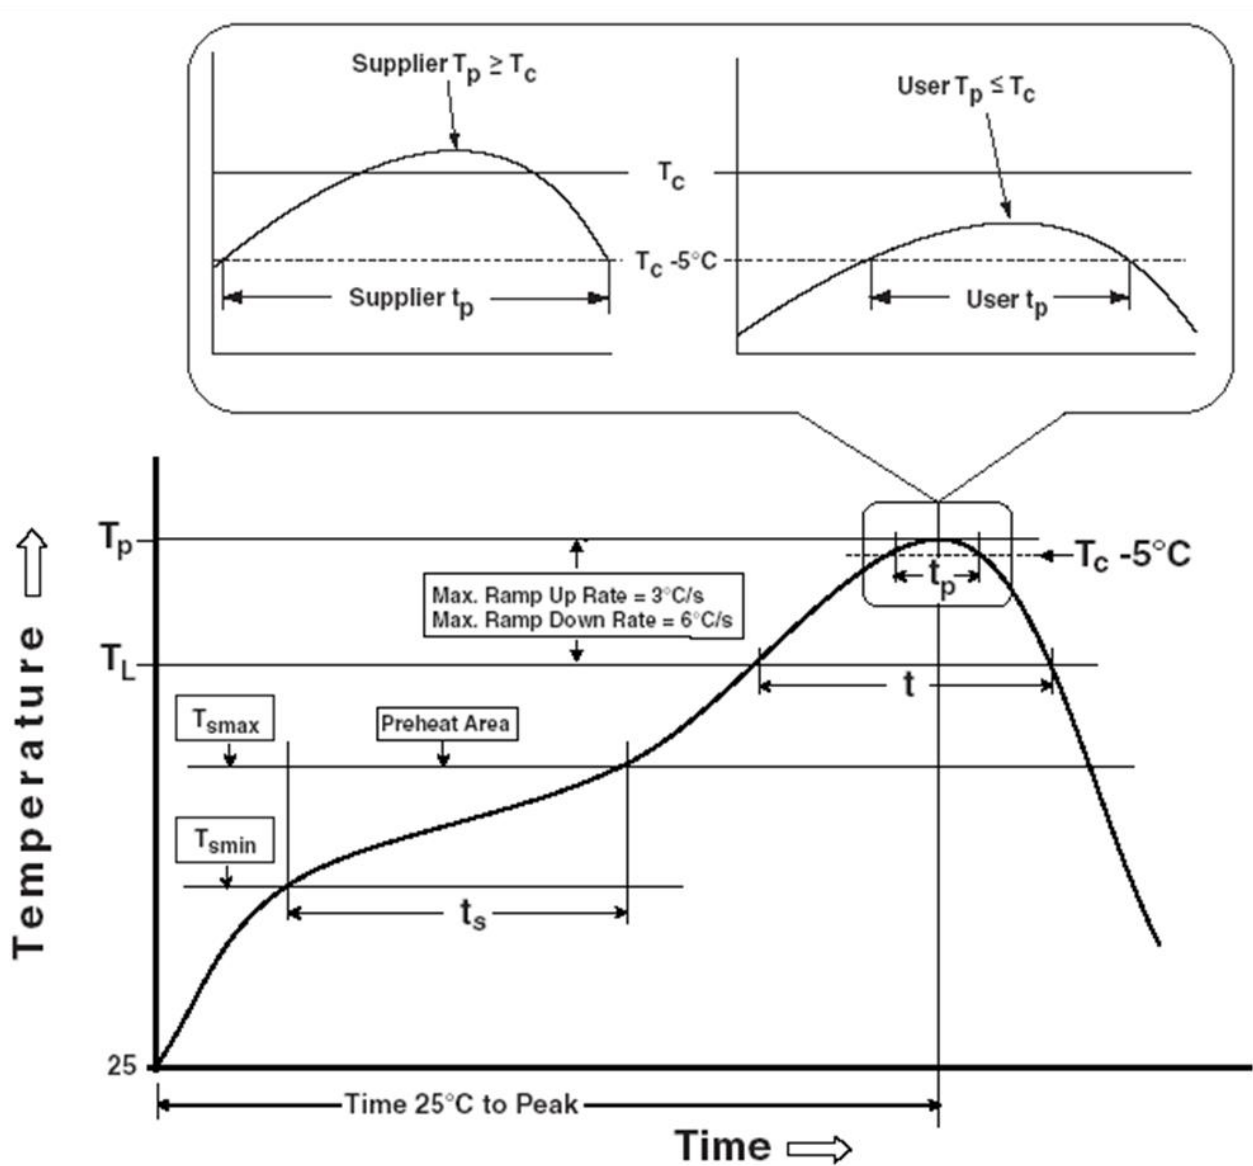 Supplier Tp ≥ Tc
User Tp ≤ Tc
Tc
Tc -5°C
Supplier tp
User tp
Tp
Tc -5°C
tp
Max. Ramp Up Rate = 3°C/s
Max. Ramp Down Rate = 6°C/s
TL
t
Tsmax
Preheat Area
Tsmin
ts
Temperature
25
Time 25°C to Peak
Time